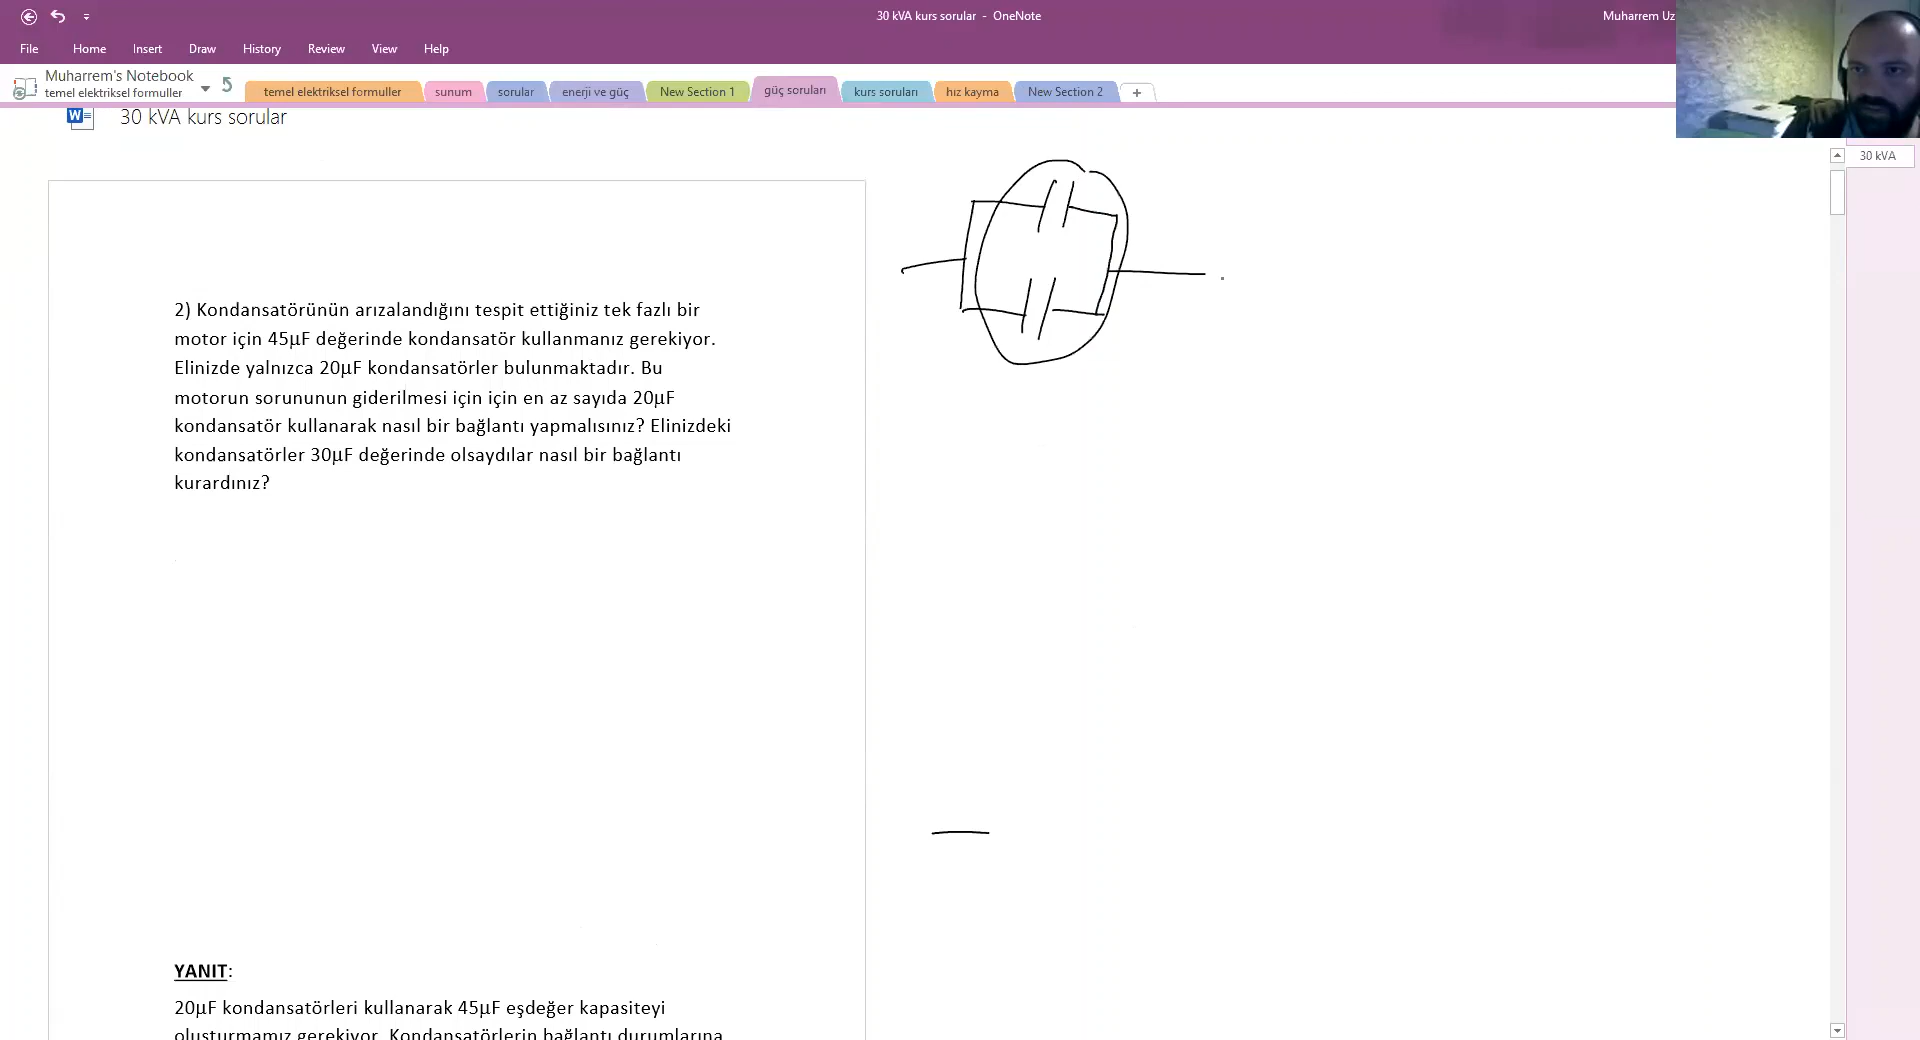 30 kVA kurs sorular - OneNote
Muharrem Uz
File Home Insert Draw History Review View Help
Muharrem's Notebook
temel elektriksel formuller
temel elektriksel formuller sunum sorular enerji ve güç New Section 1 güç soruları kurs soruları hız kayma New Section 2 +
30 kVA kurs sorular
30 kVA
2) Kondansatörünün arızalandığını tespit ettiğiniz tek fazlı bir
motor için 45µF değerinde kondansatör kullanmanız gerekiyor.
Elinizde yalnızca 20µF kondansatörler bulunmaktadır. Bu
motorun sorununun giderilmesi için için en az sayıda 20µF
kondansatör kullanarak nasıl bir bağlantı yapmalısınız? Elinizdeki
kondansatörler 30µF değerinde olsaydılar nasıl bir bağlantı
kurardınız?
YANIT:
20µF kondansatörleri kullanarak 45µF eşdeğer kapasiteyi
oluşturmamız gerekiyor. Kondansatörlerin bağlantı durumlarına